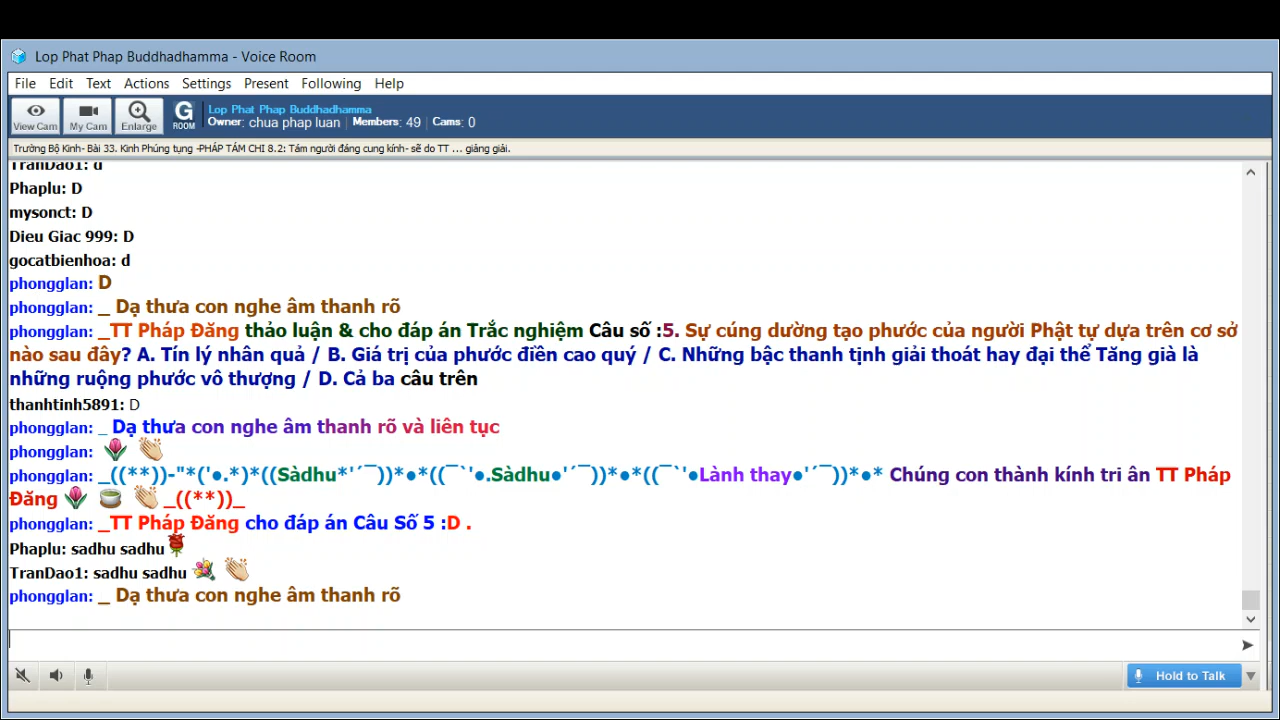 Lop Phat Phap Buddhadhamma - Voice Room
File Edit Text Actions Settings Present Following Help
View Cam My Cam Enlarge G ROOM Lop Phat Phap Buddhadhamma
Owner: chua phap luan | Members: 49 | Cams: 0
Trường Bộ Kinh- Bài 33. Kinh Phúng tụng -PHÁP TÁM CHI 8.2: Tám người đáng cung kính- sẽ do TT ... giảng giải.
TranDao1: d
Phaplu: D
mysonct: D
Dieu Giac 999: D
gocatbienhoa: d
phongglan: D
phongglan: _ Dạ thưa con nghe âm thanh rõ
phongglan: _TT Pháp Đăng thảo luận & cho đáp án Trắc nghiệm Câu số :5. Sự cúng dường tạo phước của người Phật tự dựa trên cơ sở
nào sau đây? A. Tín lý nhân quả / B. Giá trị của phước điền cao quý / C. Những bậc thanh tịnh giải thoát hay đại thể Tăng già là
những ruộng phước vô thượng / D. Cả ba câu trên
thanhtinh5891: D
phongglan: _ Dạ thưa con nghe âm thanh rõ và liên tục
phongglan:
phongglan: _((**))-"*('●.*)*((Sàdhu*'´¯))*●*((¯`'●.Sàdhu●'´¯))*●*((¯`'●Lành thay●'´¯))*●* Chúng con thành kính tri ân TT Pháp
Đăng _((**))_
phongglan: _TT Pháp Đăng cho đáp án Câu Số 5 :D .
Phaplu: sadhu sadhu
TranDao1: sadhu sadhu
phongglan: _ Dạ thưa con nghe âm thanh rõ
Hold to Talk